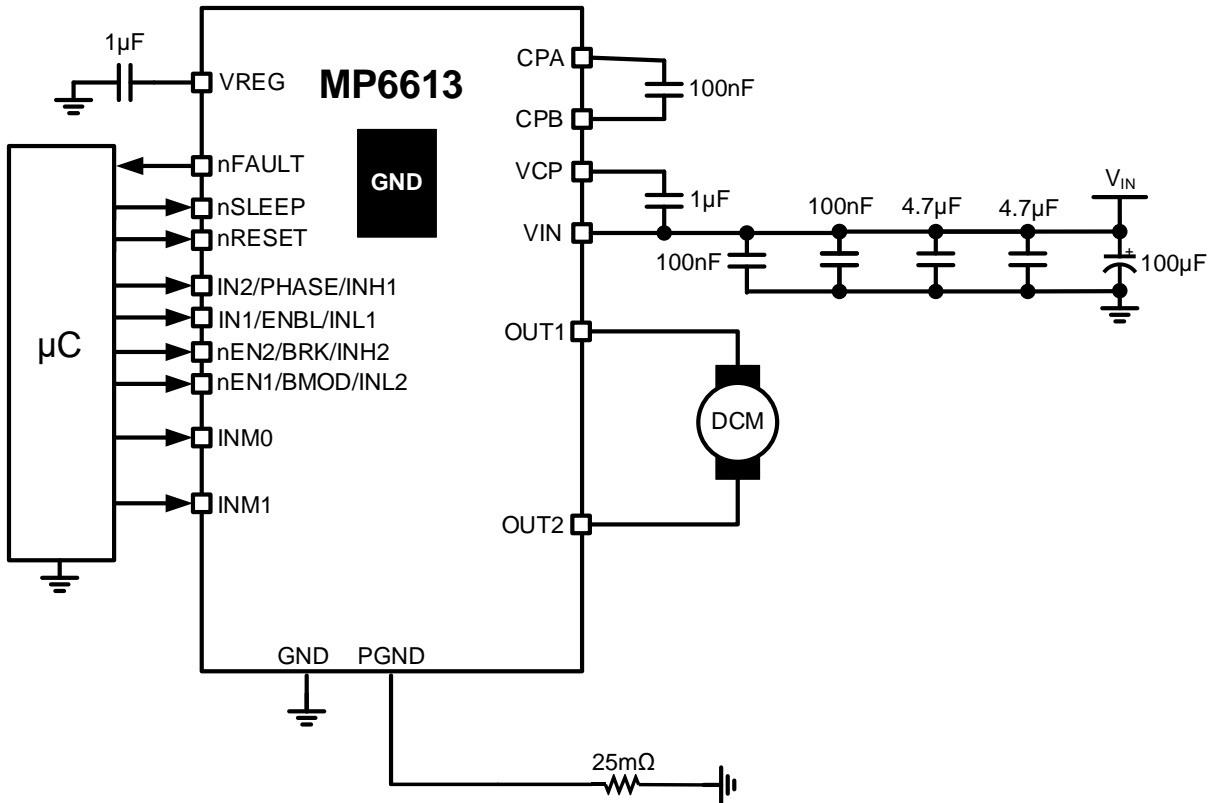 1µF
VREG
MP6613
CPA
100nF
CPB
nFAULT
GND
VCP
1µF
nSLEEP
nRESET
VIN
100nF
100nF
4.7µF
4.7µF
VIN
100µF
+
IN2/PHASE/INH1
IN1/ENBL/INL1
nEN2/BRK/INH2
nEN1/BMOD/INL2
µC
OUT1
DCM
INM0
INM1
OUT2
GND
PGND
25mΩ